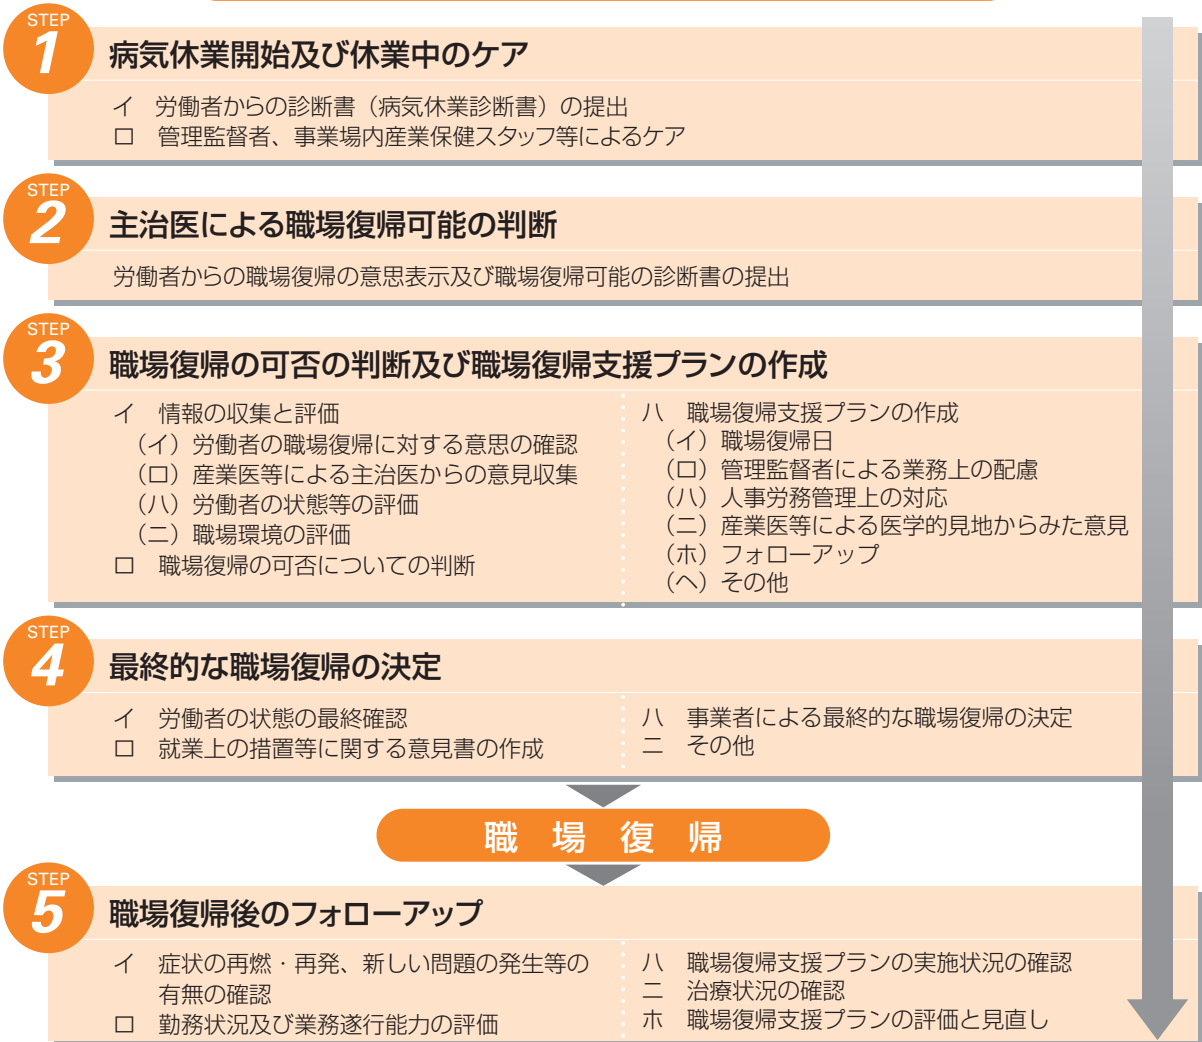 STEP
1
病気休業開始及び休業中のケア
イ　労働者からの診断書（病気休業診断書）の提出
ロ　管理監督者、事業場内産業保健スタッフ等によるケア
STEP
2
主治医による職場復帰可能の判断
労働者からの職場復帰の意思表示及び職場復帰可能の診断書の提出
STEP
3
職場復帰の可否の判断及び職場復帰支援プランの作成
イ　情報の収集と評価
（イ）労働者の職場復帰に対する意思の確認
（ロ）産業医等による主治医からの意見収集
（ハ）労働者の状態等の評価
（ニ）職場環境の評価
ロ　職場復帰の可否についての判断
ハ　職場復帰支援プランの作成
（イ）職場復帰日
（ロ）管理監督者による業務上の配慮
（ハ）人事労務管理上の対応
（ニ）産業医等による医学的見地からみた意見
（ホ）フォローアップ
（ヘ）その他
STEP
4
最終的な職場復帰の決定
イ　労働者の状態の最終確認
ロ　就業上の措置等に関する意見書の作成
ハ　事業者による最終的な職場復帰の決定
ニ　その他
職　場　復　帰
STEP
5
職場復帰後のフォローアップ
イ　症状の再燃・再発、新しい問題の発生等の
有無の確認
ロ　勤務状況及び業務遂行能力の評価
ハ　職場復帰支援プランの実施状況の確認
ニ　治療状況の確認
ホ　職場復帰支援プランの評価と見直し